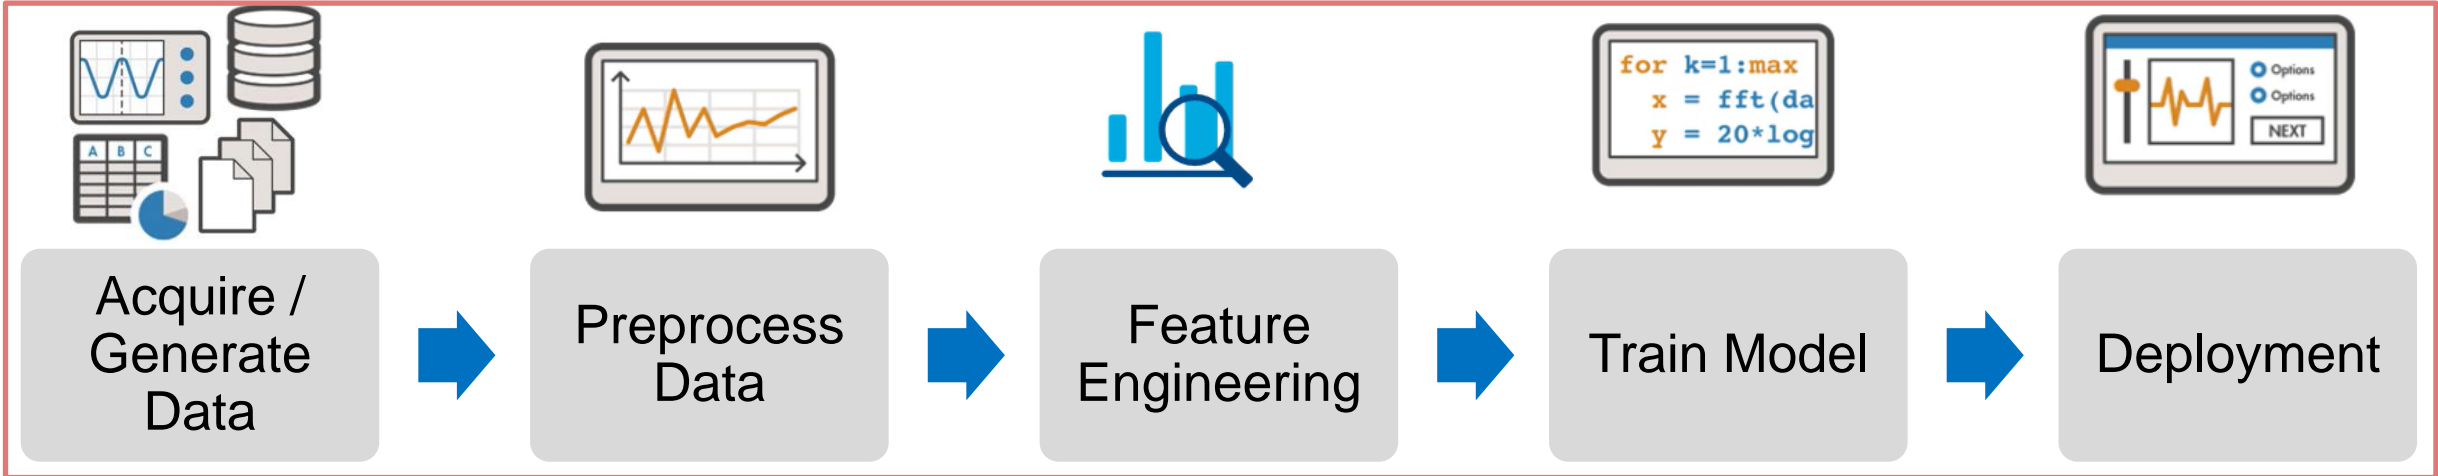 A B C
for k=1:max
x = fft(da
y = 20*log
Options
Options
NEXT
Acquire /
Generate
Data
Preprocess
Data
Feature
Engineering
Train Model
Deployment